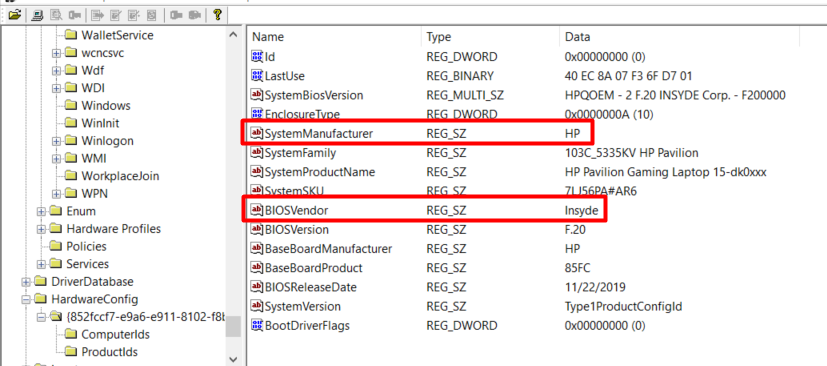 WalletService
wcncsvc
Wdf
WDI
Windows
WinInit
Winlogon
WMI
WorkplaceJoin
WPN
Enum
Hardware Profiles
Policies
Services
DriverDatabase
HardwareConfig
{852fccf7-e9a6-e911-8102-f8b
ComputerIds
ProductIds
Name Type Data
Id REG_DWORD 0x00000000 (0)
LastUse REG_BINARY 40 EC 8A 07 F3 6F D7 01
SystemBiosVersion REG_MULTI_SZ HPQOEM - 2 F.20 INSYDE Corp. - F200000
EnclosureType REG_DWORD 0x0000000A (10)
SystemManufacturer REG_SZ HP
SystemFamily REG_SZ 103C_5335KV HP Pavilion
SystemProductName REG_SZ HP Pavilion Gaming Laptop 15-dk0xxx
SystemSKU REG_SZ 7LJ56PA#AR6
BIOSVendor REG_SZ Insyde
BIOSVersion REG_SZ F.20
BaseBoardManufacturer REG_SZ HP
BaseBoardProduct REG_SZ 85FC
BIOSReleaseDate REG_SZ 11/22/2019
SystemVersion REG_SZ Type1ProductConfigId
BootDriverFlags REG_DWORD 0x00000000 (0)